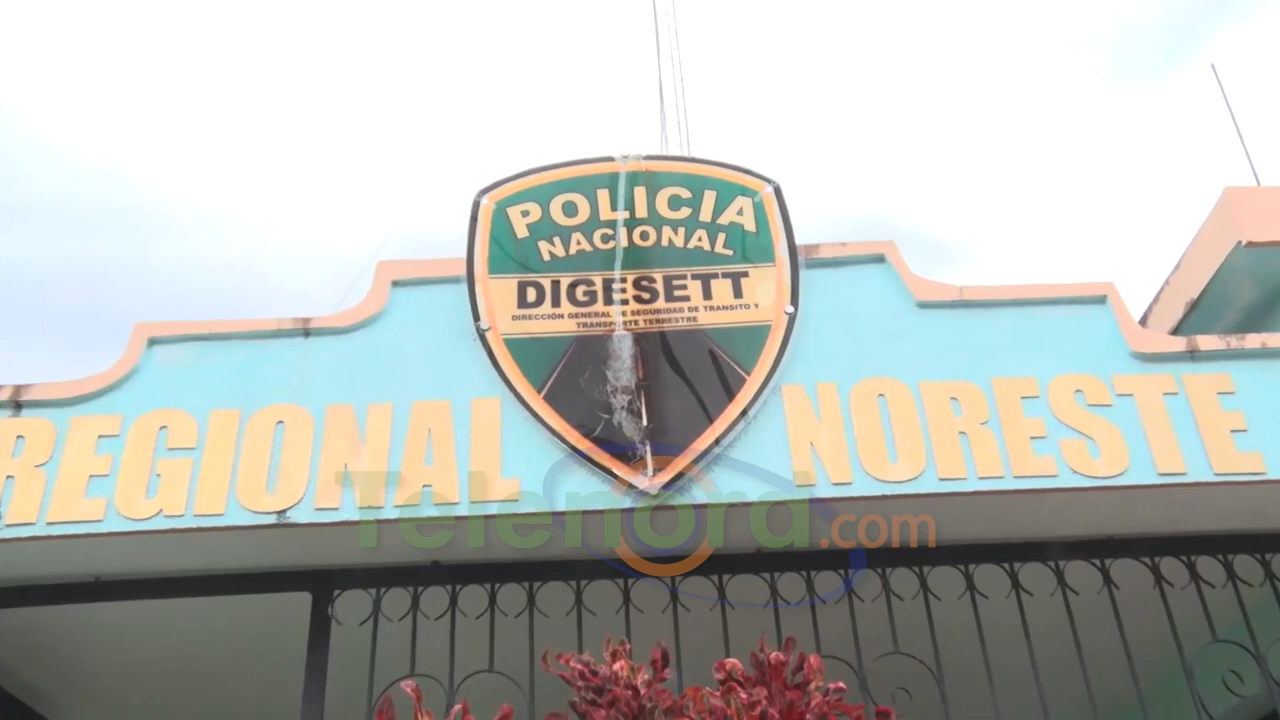 POLICIA
NACIONAL
DIGESETT
DIRECCIÓN GENERAL DE SEGURIDAD DE TRANSITO Y
TRANSPORTE TERRESTRE
REGIONAL NORESTE
Telenord.com